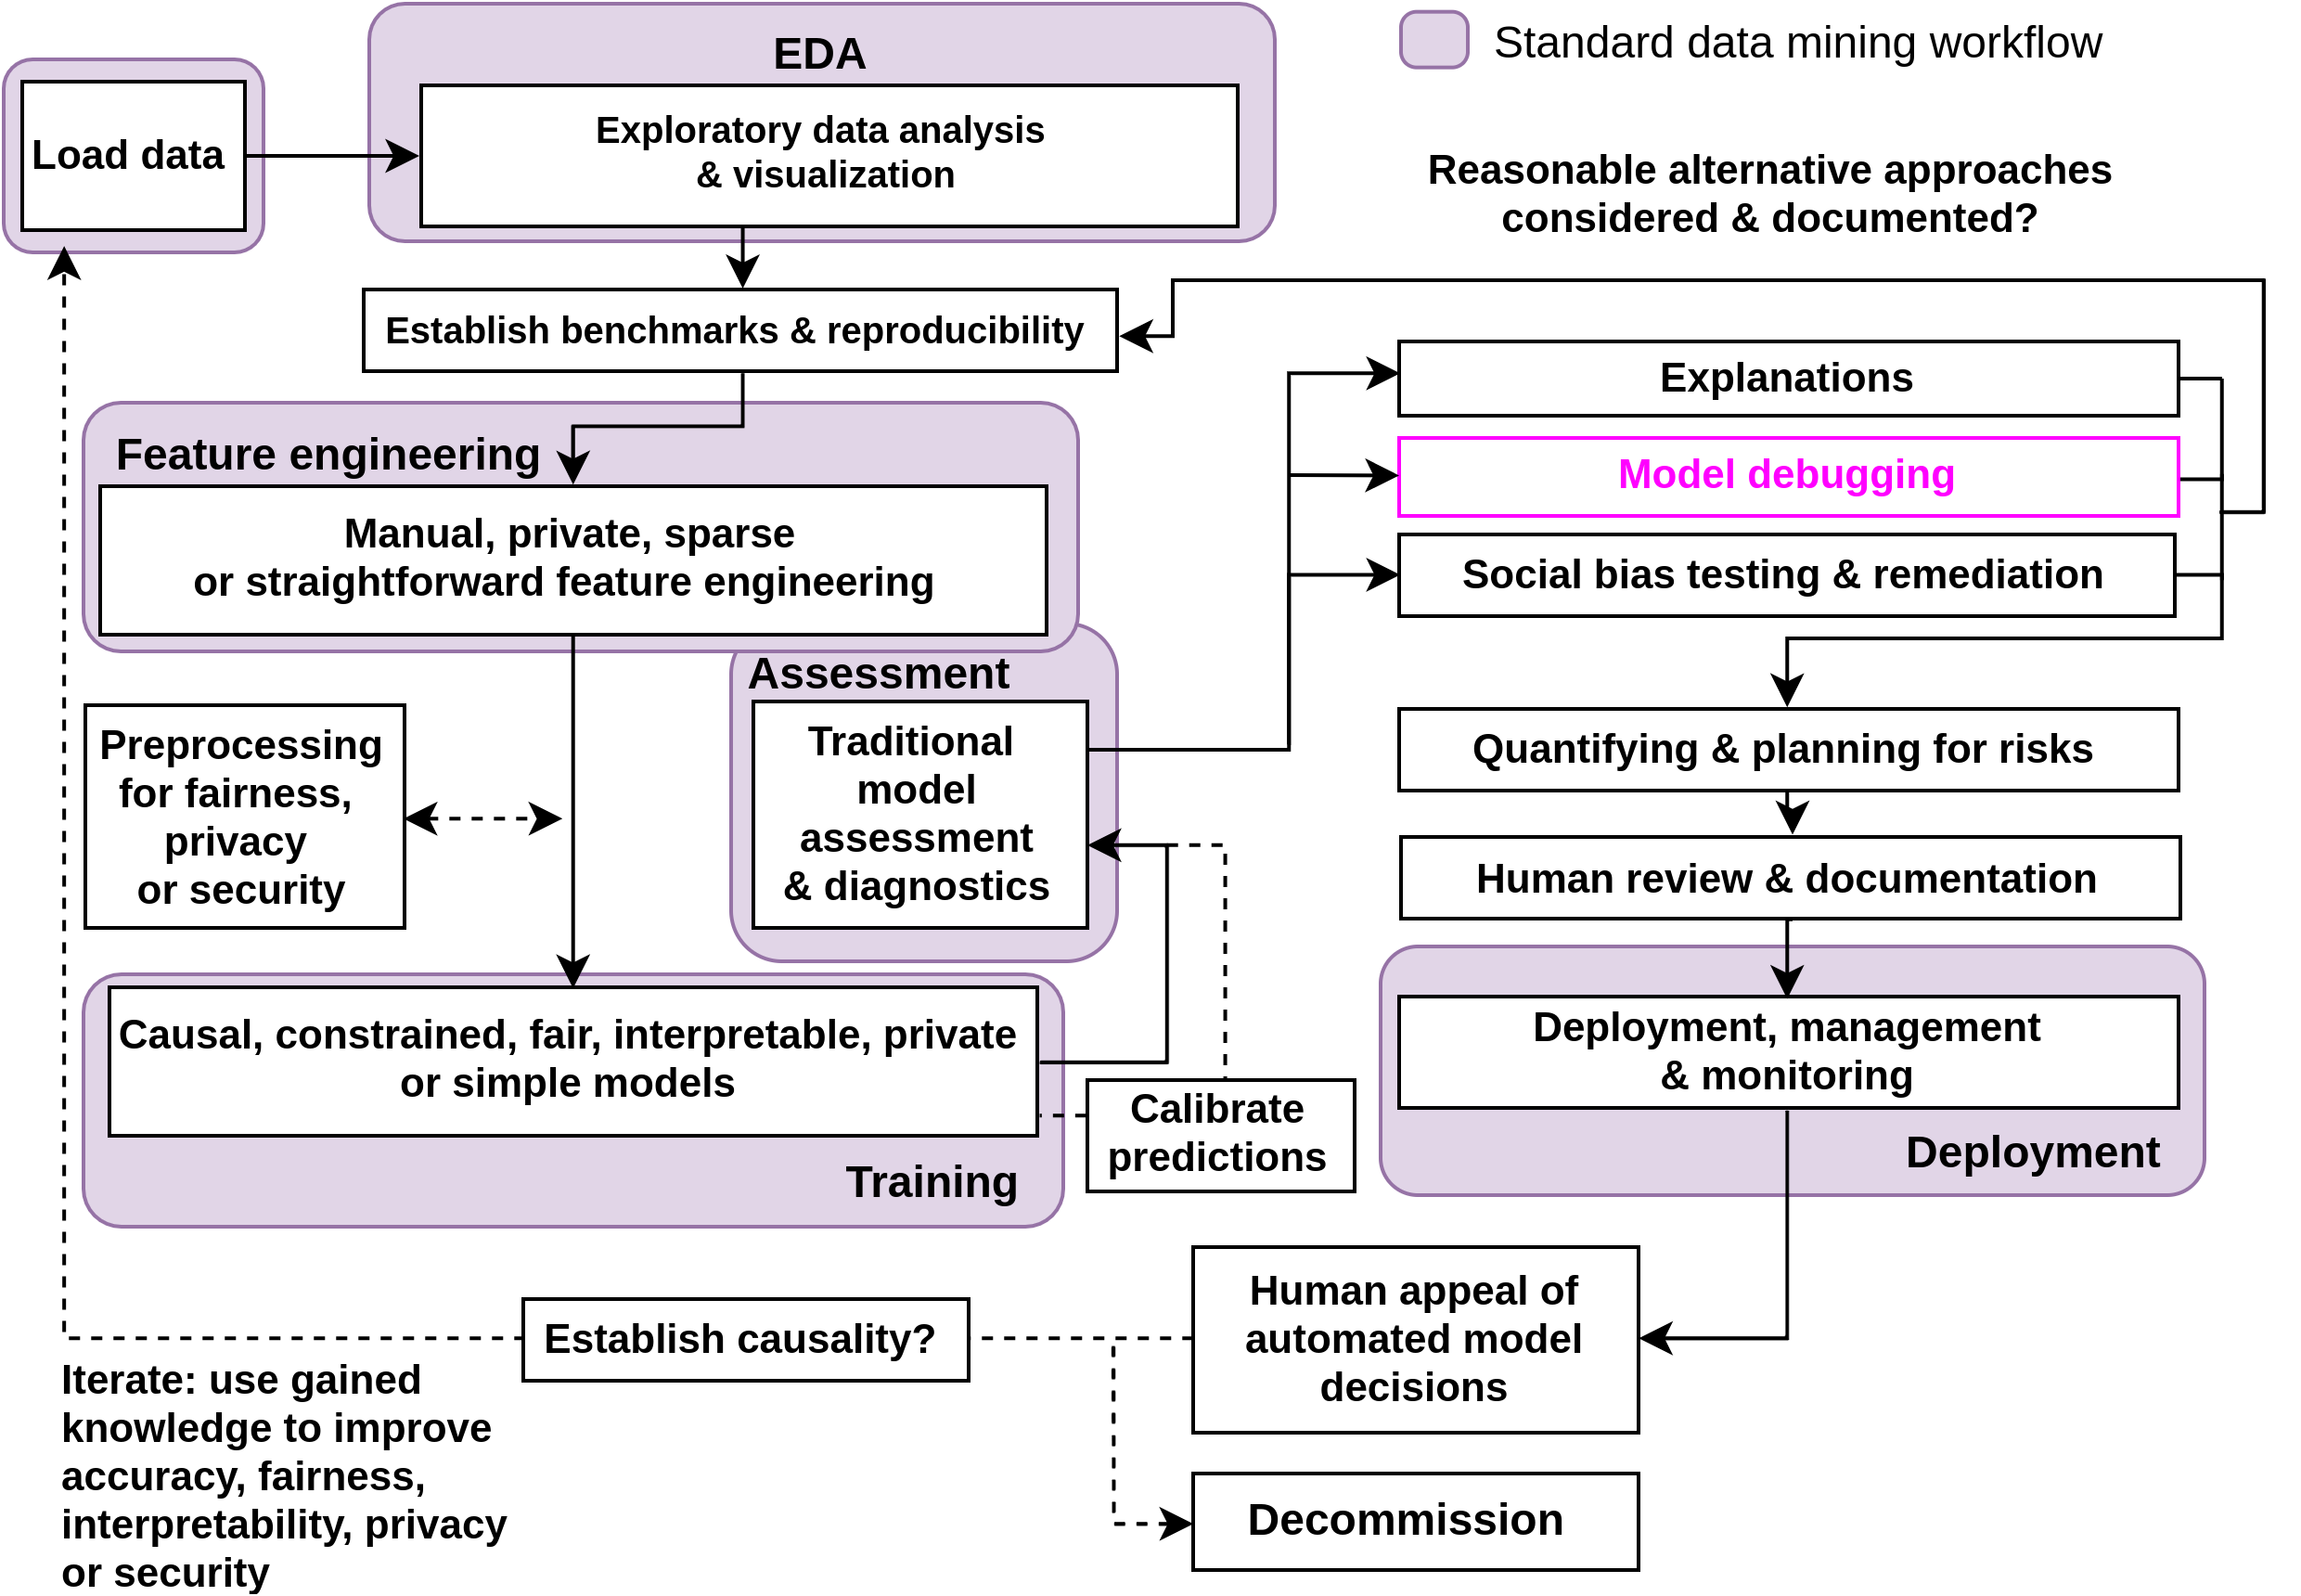 EDA
Standard data mining workflow
Load data
Exploratory data analysis
& visualization
Reasonable alternative approaches
considered & documented?
Establish benchmarks & reproducibility
Explanations
Feature engineering
Model debugging
Manual, private, sparse
or straightforward feature engineering
Social bias testing & remediation
Assessment
Preprocessing
for fairness,
privacy
or security
Traditional
model
assessment
& diagnostics
Quantifying & planning for risks
Human review & documentation
Causal, constrained, fair, interpretable, private
or simple models
Training
Calibrate
predictions
Deployment, management
& monitoring
Deployment
Establish causality?
Human appeal of
automated model
decisions
Iterate: use gained
knowledge to improve
accuracy, fairness,
interpretability, privacy
or security
Decommission